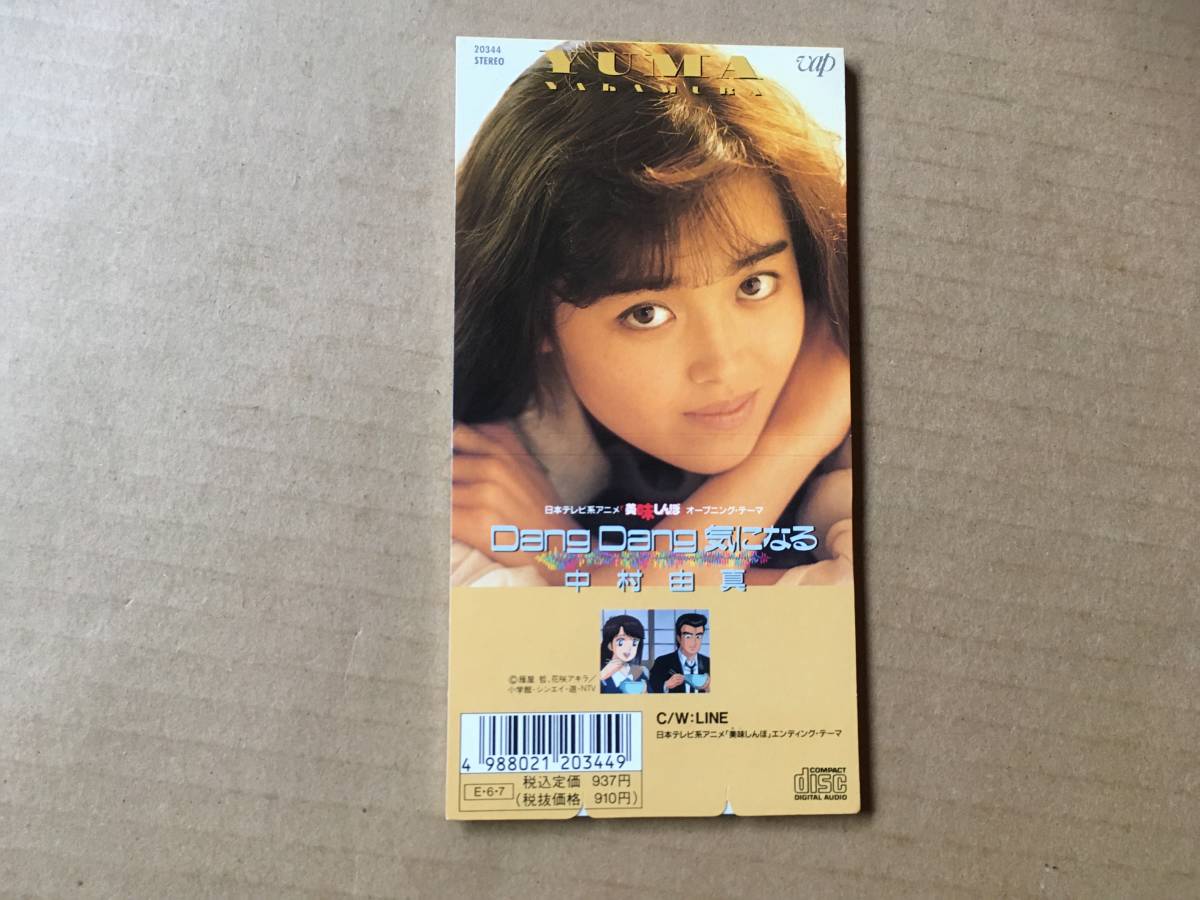 20344
STEREO
YUMA
NAKAMURA
vap
日本テレビ系アニメ「美味しんぼ」オープニング・テーマ
Dang Dang 気になる
中村由真
©雁屋 哲、花咲アキラ／
小学館・シンエイ・遊・NTV
C/W:LINE
日本テレビ系アニメ「美味しんぼ」エンディング・テーマ
4 988021 203449
E・6・7
税込定価 937円
(税抜価格 910円)
COMPACT
disc
DIGITAL AUDIO